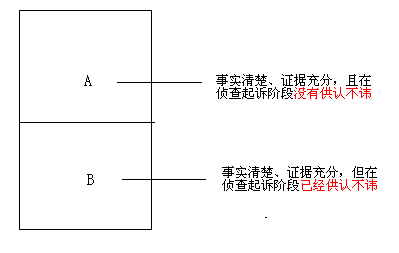 A
事实清楚、证据充分，且在
侦查起诉阶段没有供认不讳
B
事实清楚、证据充分，但在
侦查起诉阶段已经供认不讳